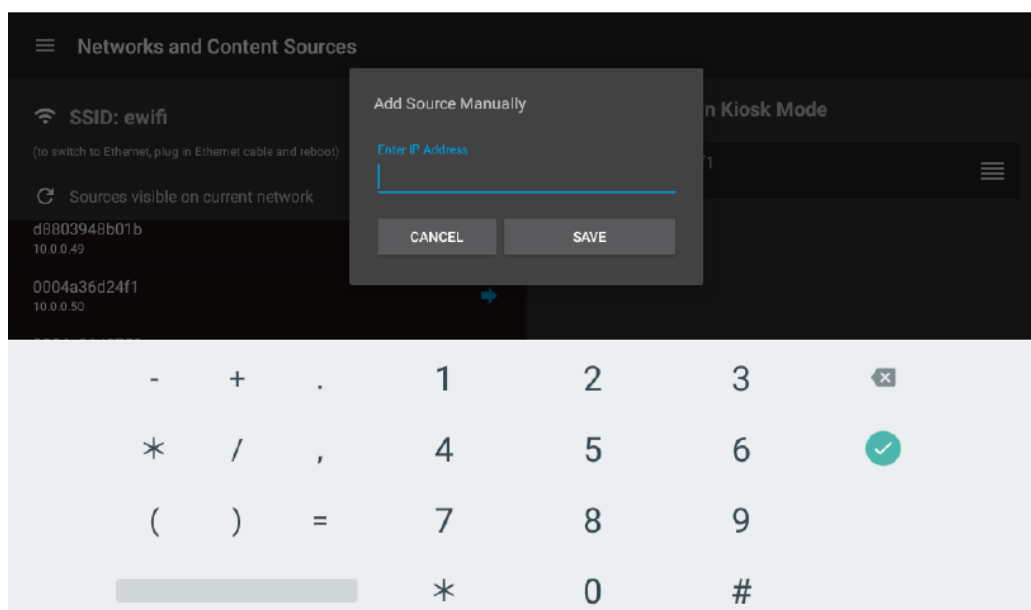 Networks and Content Sources
SSID: ewifi
(to switch to Ethernet, plug in Ethernet cable and reboot)
Sources visible on current network
d8803948b01b
10.0.0.49
0004a36d24f1
10.0.0.50
n Kiosk Mode
Add Source Manually
Enter IP Address
CANCEL SAVE
- + . 1 2 3
* / , 4 5 6
( ) = 7 8 9
* 0 #